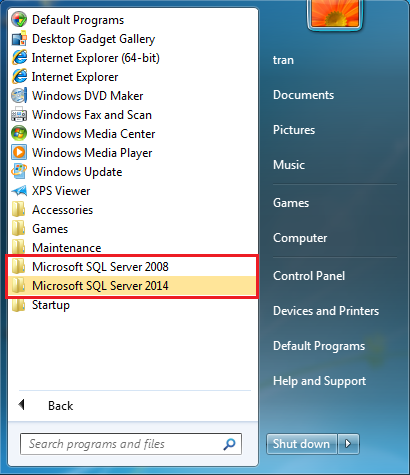 Default Programs
Desktop Gadget Gallery
Internet Explorer (64-bit)
Internet Explorer
Windows DVD Maker
Windows Fax and Scan
Windows Media Center
Windows Media Player
Windows Update
XPS Viewer
Accessories
Games
Maintenance
Microsoft SQL Server 2008
Microsoft SQL Server 2014
Startup
Back
Search programs and files
tran
Documents
Pictures
Music
Games
Computer
Control Panel
Devices and Printers
Default Programs
Help and Support
Shut down